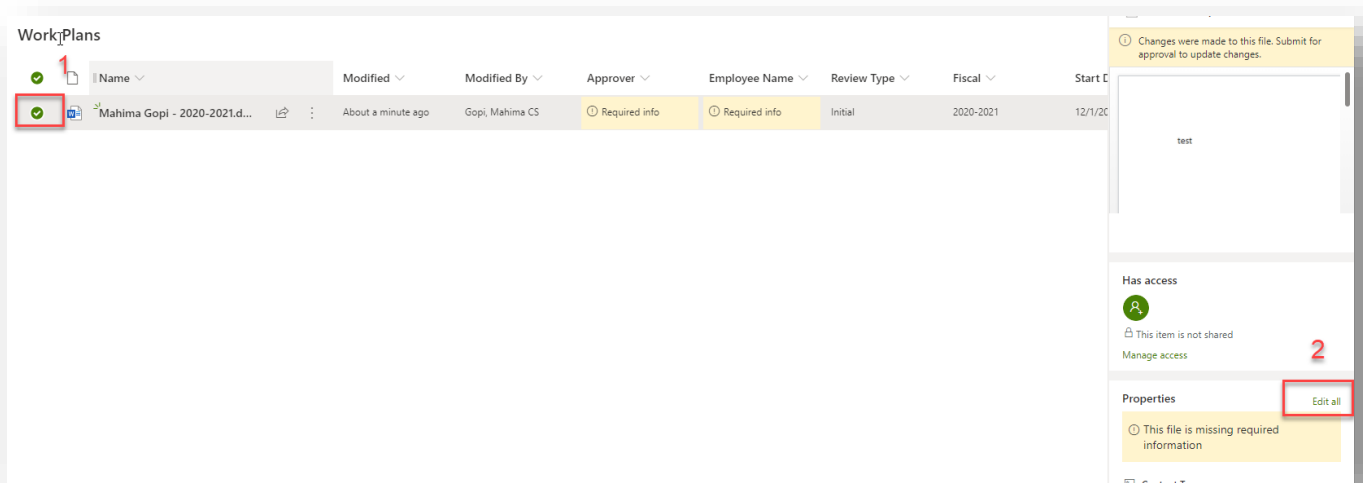 Work Plans
1
Name Modified Modified By Approver Employee Name Review Type Fiscal Start D
Mahima Gopi - 2020-2021.d... About a minute ago Gopi, Mahima CS Required info Required info Initial 2020-2021 12/1/20
Changes were made to this file. Submit for
approval to update changes.
test
Has access
This item is not shared
Manage access
2
Properties Edit all
This file is missing required
information